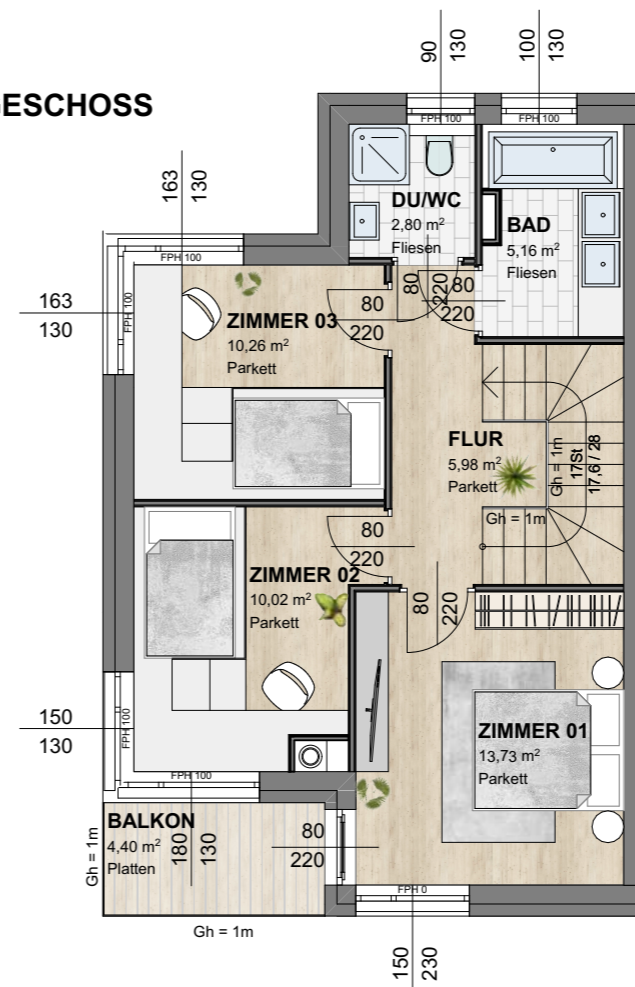 GESCHOSS
90
130
100
130
FPH 100
FPH 100
163
130
DU/WC
2,80 m²
Fliesen
BAD
5,16 m²
Fliesen
FPH 100
163
130
FPH 100
80
220
80
220
80
220
ZIMMER 03
10,26 m²
Parkett
FLUR
5,98 m²
Parkett
Gh = 1m
17St
17,6 / 28
Gh = 1m
80
220
ZIMMER 02
10,02 m²
Parkett
80
220
150
130
FPH 100
FPH 100
ZIMMER 01
13,73 m²
Parkett
BALKON
4,40 m²
Platten
180
130
80
220
Gh = 1m
Gh = 1m
FPH 0
150
230